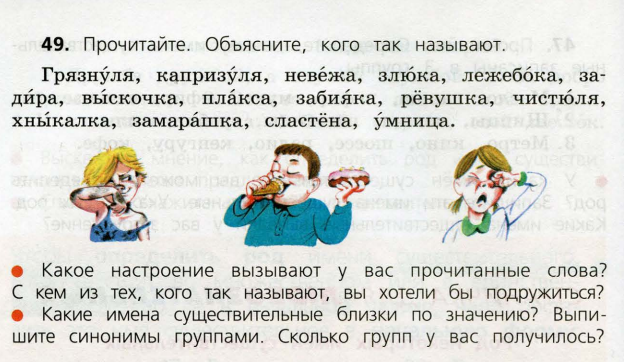 49. Прочитайте. Объясните, кого так называют.
Грязну́ля, капризу́ля, неве́жа, злю́ка, лежебо́ка, за-
ди́ра, вы́скочка, пла́кса, забия́ка, рёвушка, чистю́ля,
хны́калка, замара́шка, сластёна, у́мница.
● Какое настроение вызывают у вас прочитанные слова?
С кем из тех, кого так называют, вы хотели бы подружиться?
● Какие имена существительные близки по значению? Выпи-
шите синонимы группами. Сколько групп у вас получилось?